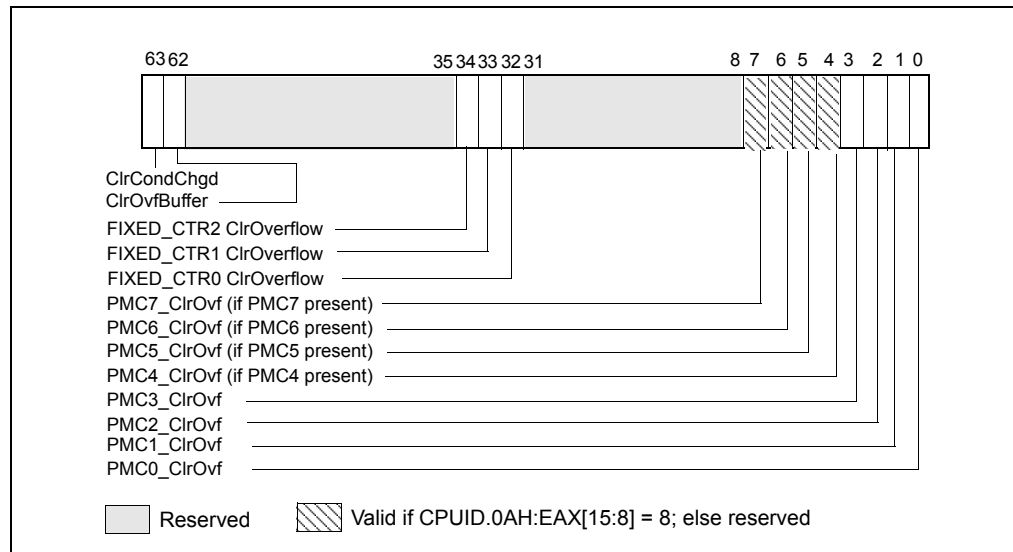 63 62 35 34 33 32 31 8 7 6 5 4 3 2 1 0
ClrCondChgd
ClrOvfBuffer
FIXED_CTR2 ClrOverflow
FIXED_CTR1 ClrOverflow
FIXED_CTR0 ClrOverflow
PMC7_ClrOvf (if PMC7 present)
PMC6_ClrOvf (if PMC6 present)
PMC5_ClrOvf (if PMC5 present)
PMC4_ClrOvf (if PMC4 present)
PMC3_ClrOvf
PMC2_ClrOvf
PMC1_ClrOvf
PMC0_ClrOvf
Reserved Valid if CPUID.0AH:EAX[15:8] = 8; else reserved